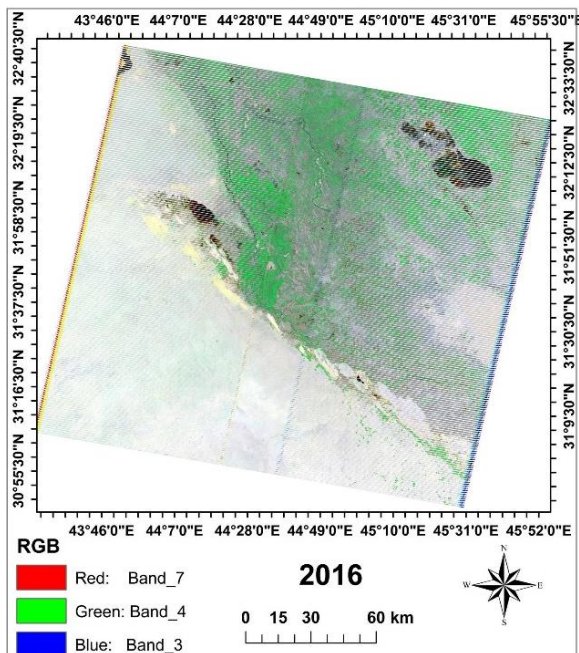 43°46'0"E 44°7'0"E 44°28'0"E 44°49'0"E 45°10'0"E 45°31'0"E 45°55'30"E
32°40'30"N 32°19'30"N 31°58'30"N 31°37'30"N 31°16'30"N 30°55'30"N
32°33'30"N 32°12'30"N 31°51'30"N 31°30'30"N 31°9'30"N
43°46'0"E 44°7'0"E 44°28'0"E 44°49'0"E 45°10'0"E 45°31'0"E 45°52'0"E
RGB
Red: Band_7
Green: Band_4
Blue: Band_3
2016
0 15 30 60 km
N
W E
S